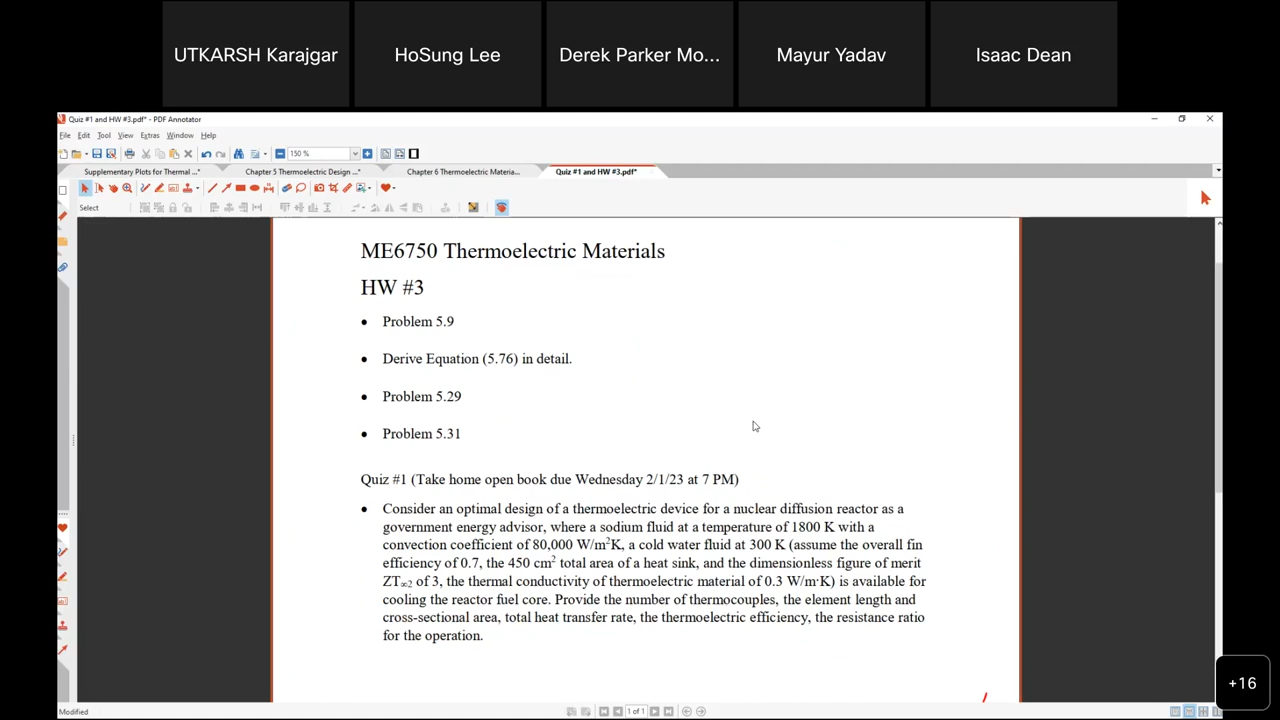 UTKARSH Karajgar
HoSung Lee
Derek Parker Mo...
Mayur Yadav
Isaac Dean
Quiz #1 and HW #3.pdf* - PDF Annotator
File Edit Tool View Extras Window Help
150 %
Supplementary Plots for Thermal ...*
Chapter 5 Thermoelectric Design ...*
Chapter 6 Thermoelectric Materia...
Quiz #1 and HW #3.pdf*
Select
ME6750 Thermoelectric Materials
HW #3
• Problem 5.9
• Derive Equation (5.76) in detail.
• Problem 5.29
• Problem 5.31
Quiz #1 (Take home open book due Wednesday 2/1/23 at 7 PM)
• Consider an optimal design of a thermoelectric device for a nuclear diffusion reactor as a
government energy advisor, where a sodium fluid at a temperature of 1800 K with a
convection coefficient of 80,000 W/m²K, a cold water fluid at 300 K (assume the overall fin
efficiency of 0.7, the 450 cm² total area of a heat sink, and the dimensionless figure of merit
ZT∞2 of 3, the thermal conductivity of thermoelectric material of 0.3 W/m·K) is available for
cooling the reactor fuel core. Provide the number of thermocouples, the element length and
cross-sectional area, total heat transfer rate, the thermoelectric efficiency, the resistance ratio
for the operation.
+16
Modified
1 of 1